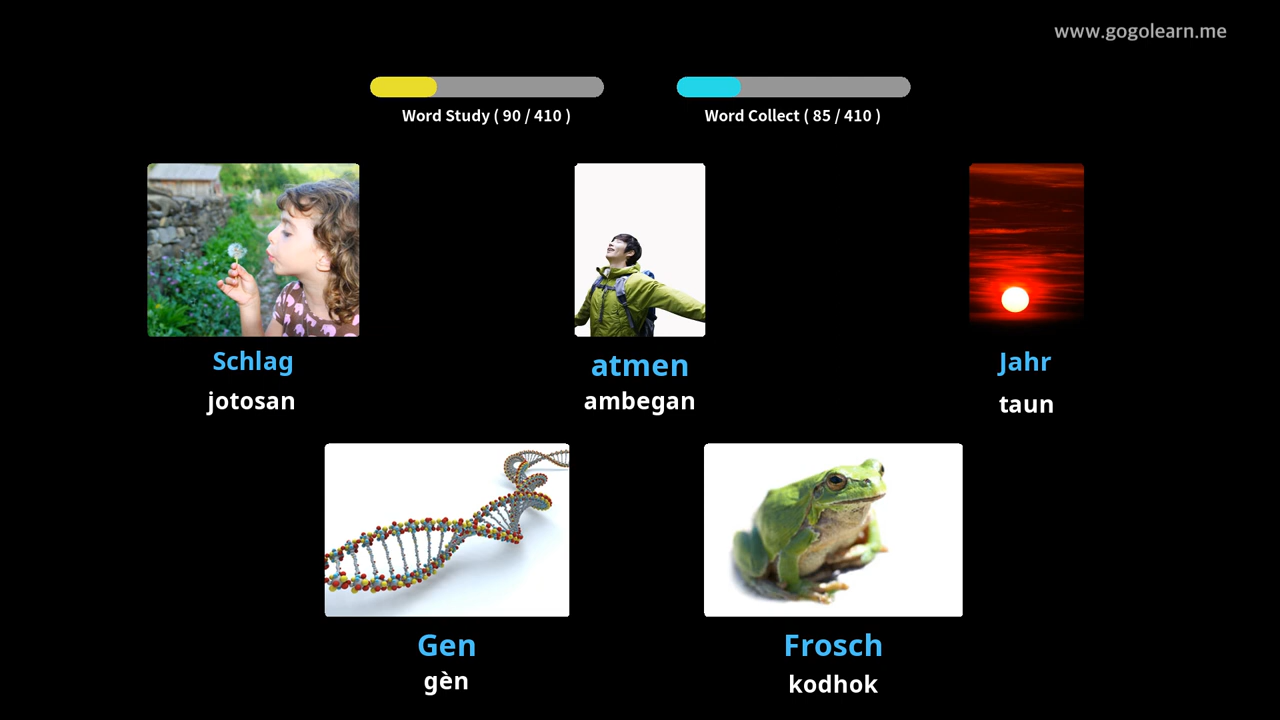 www.gogolearn.me
Word Study ( 90 / 410 )
Word Collect ( 85 / 410 )
Schlag
jotosan
atmen
ambegan
Jahr
taun
Gen
gèn
Frosch
kodhok